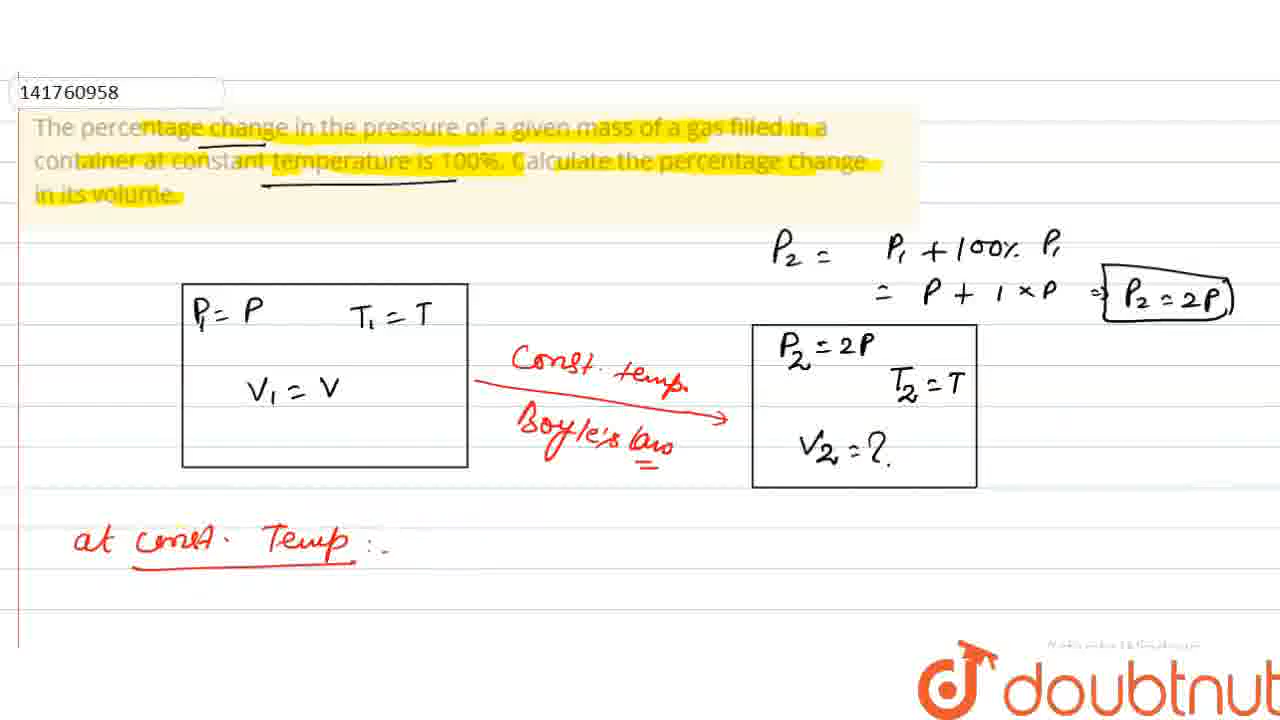 141760958
The percentage change in the pressure of a given mass of a gas filled in a
container at constant temperature is 100%. Calculate the percentage change
in its volume.
P₂ = P₁ + 100% P₁
= P + 1 × P ⇒ P₂ = 2P
P₁ = P T₁ = T
V₁ = V
Const. temp.
Boyle's law
P₂ = 2P
T₂ = T
V₂ = ?
at const. Temp :-
doubtnut